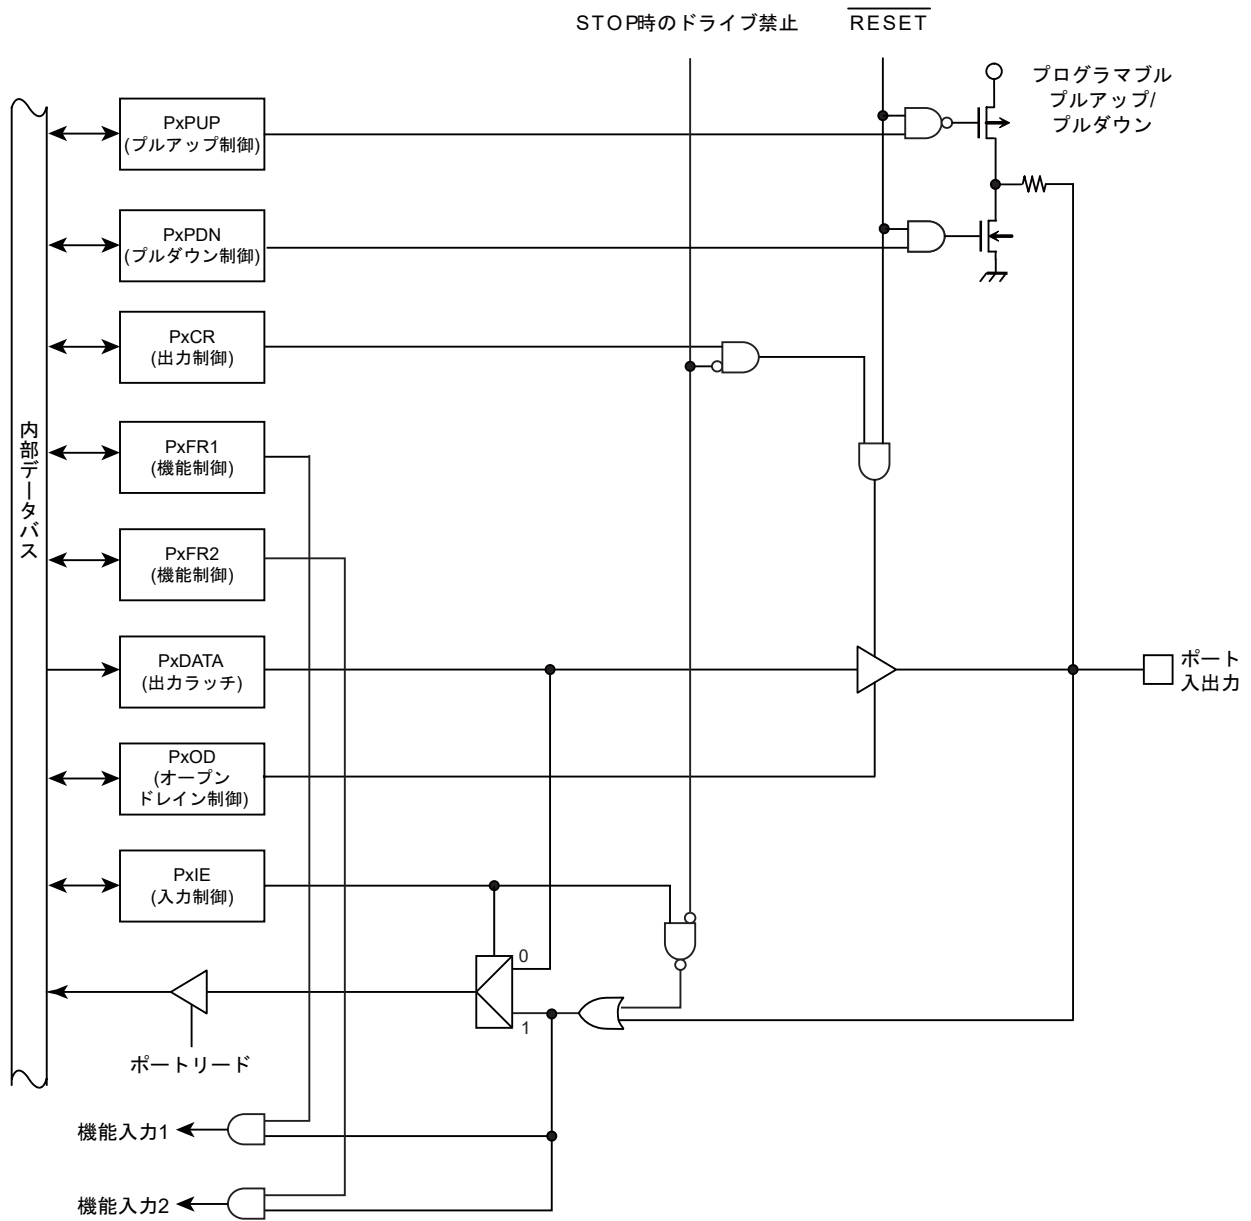 STOP時のドライブ禁止
RESET
プログラマブル
プルアップ/
プルダウン
PxPUP
(プルアップ制御)
PxPDN
(プルダウン制御)
PxCR
(出力制御)
内部データバス
PxFR1
(機能制御)
PxFR2
(機能制御)
PxDATA
(出力ラッチ)
ポート
入出力
PxOD
(オープン
ドレイン制御)
PxIE
(入力制御)
0
1
ポートリード
機能入力1
機能入力2